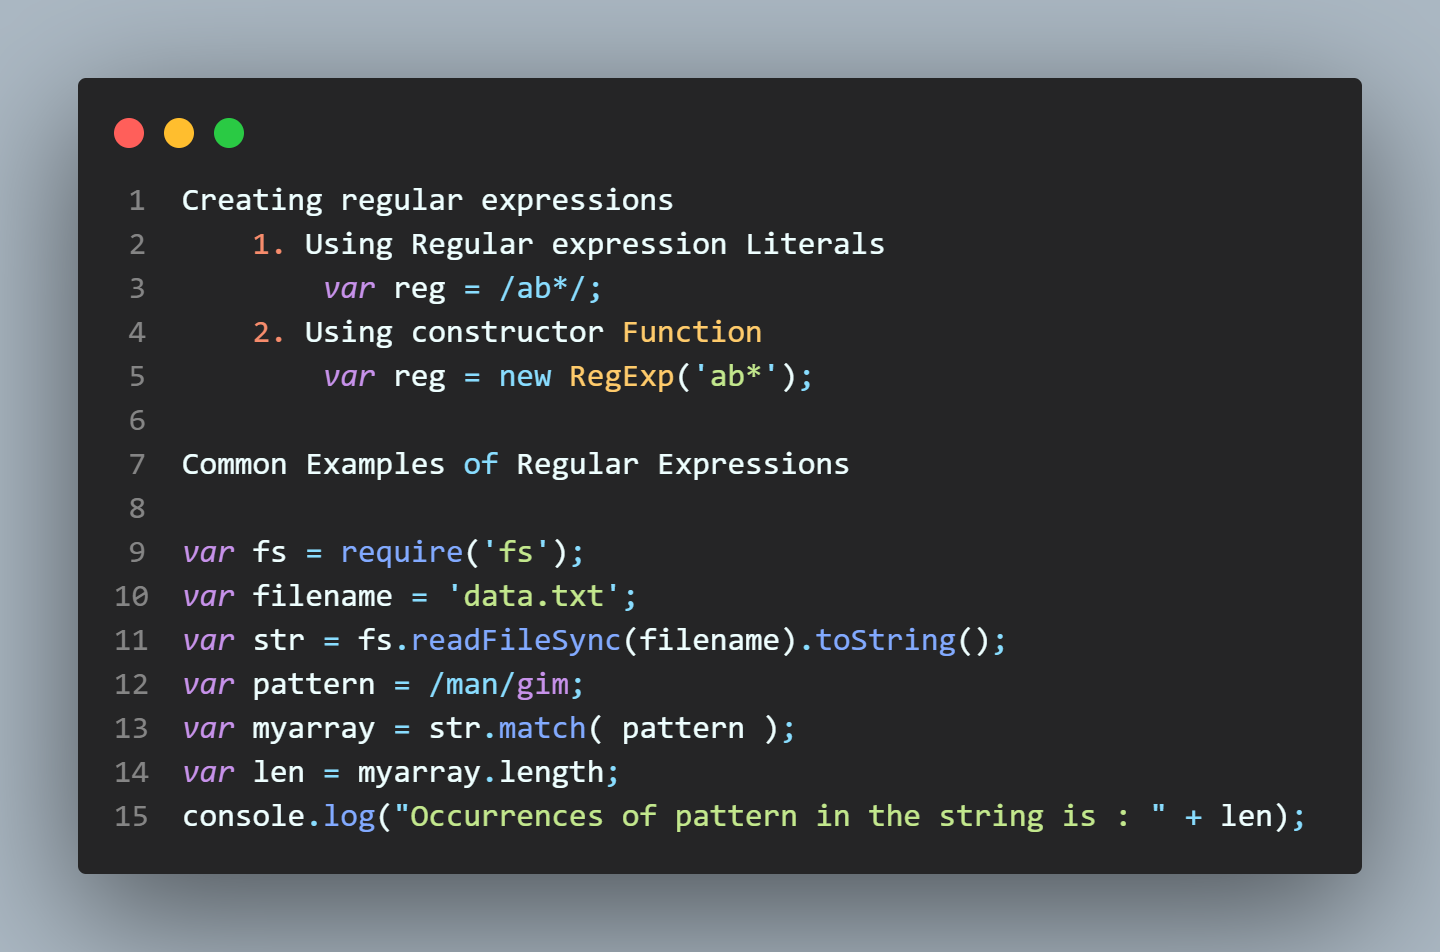 1 Creating regular expressions
2 1. Using Regular expression Literals
3 var reg = /ab*/;
4 2. Using constructor Function
5 var reg = new RegExp('ab*');
6
7 Common Examples of Regular Expressions
8
9 var fs = require('fs');
10 var filename = 'data.txt';
11 var str = fs.readFileSync(filename).toString();
12 var pattern = /man/gim;
13 var myarray = str.match( pattern );
14 var len = myarray.length;
15 console.log("Occurrences of pattern in the string is : " + len);